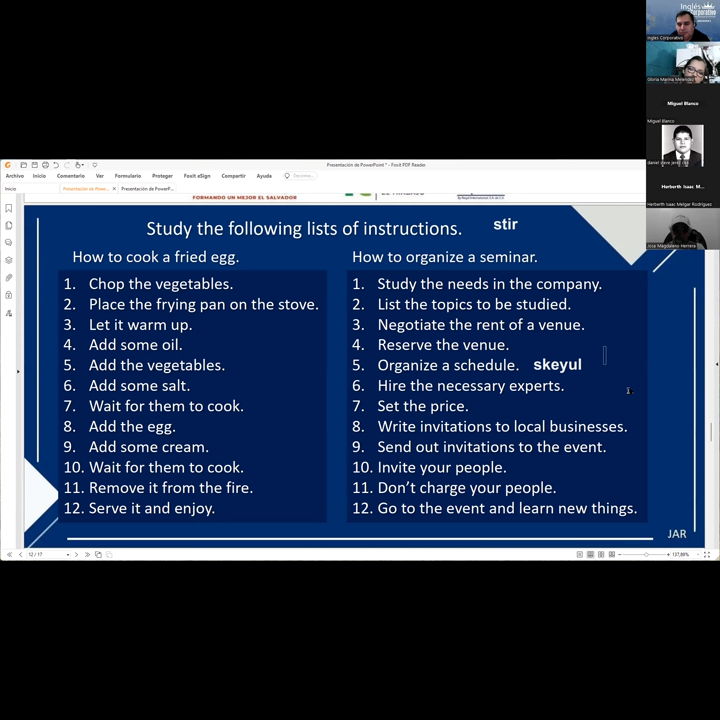 Presentación de PowerPoint * - Foxit PDF Reader
Archivo Inicio Comentario Ver Formulario Proteger Foxit eSign Compartir Ayuda
Inicio Presentación de Powe... Presentación de PowerP...
FORMANDO UN MEJOR EL SALVADOR
Study the following lists of instructions. stir
How to cook a fried egg.
1. Chop the vegetables.
2. Place the frying pan on the stove.
3. Let it warm up.
4. Add some oil.
5. Add the vegetables.
6. Add some salt.
7. Wait for them to cook.
8. Add the egg.
9. Add some cream.
10. Wait for them to cook.
11. Remove it from the fire.
12. Serve it and enjoy.
How to organize a seminar.
1. Study the needs in the company.
2. List the topics to be studied.
3. Negotiate the rent of a venue.
4. Reserve the venue.
5. Organize a schedule. skeyul
6. Hire the necessary experts.
7. Set the price.
8. Write invitations to local businesses.
9. Send out invitations to the event.
10. Invite your people.
11. Don't charge your people.
12. Go to the event and learn new things.
JAR
12 / 17
137,89%
Inglés Corporativo
Inglés Corporativo
Gloria Marina Melendez
Miguel Blanco
Miguel Blanco
Herberth Isaac M...
Herberth Isaac Melgar Rodriguez
Jose Magdaleno Herrera